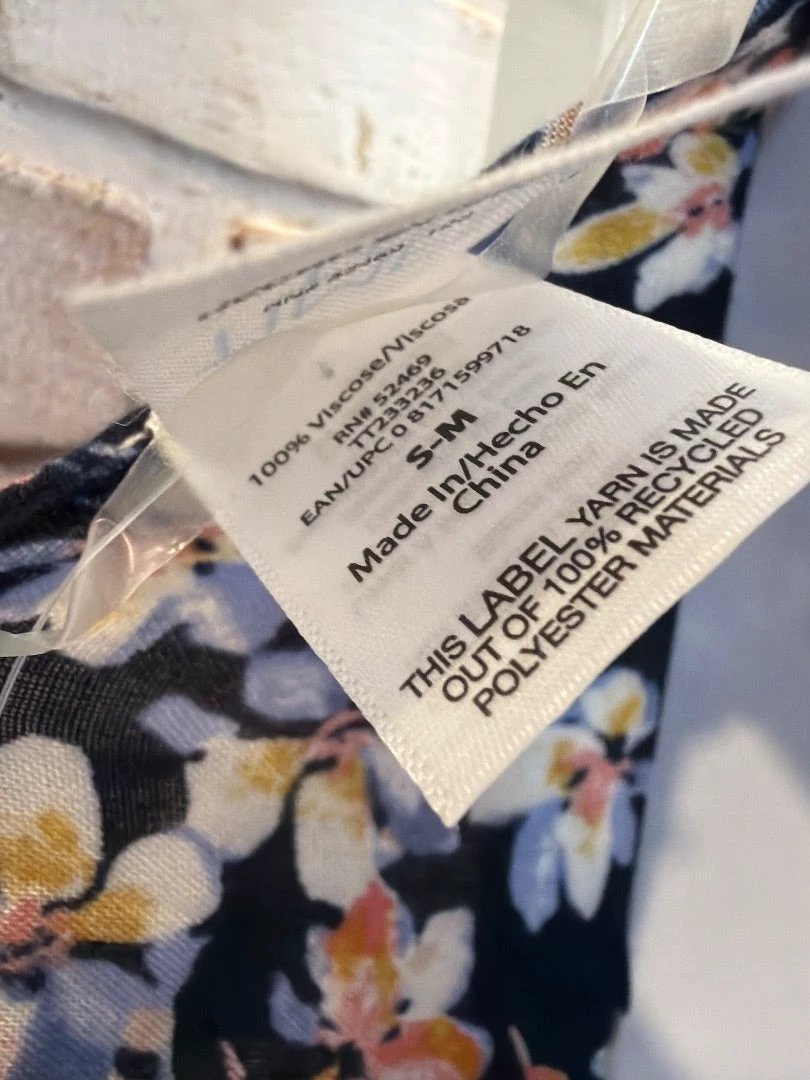 100% Viscose/Viscosa
RN# 52469
TT233236
EAN/UPC 0 8171599718
S-M
Made In/Hecho En
China
THIS LABEL YARN IS MADE
OUT OF 100% RECYCLED
POLYESTER MATERIALS